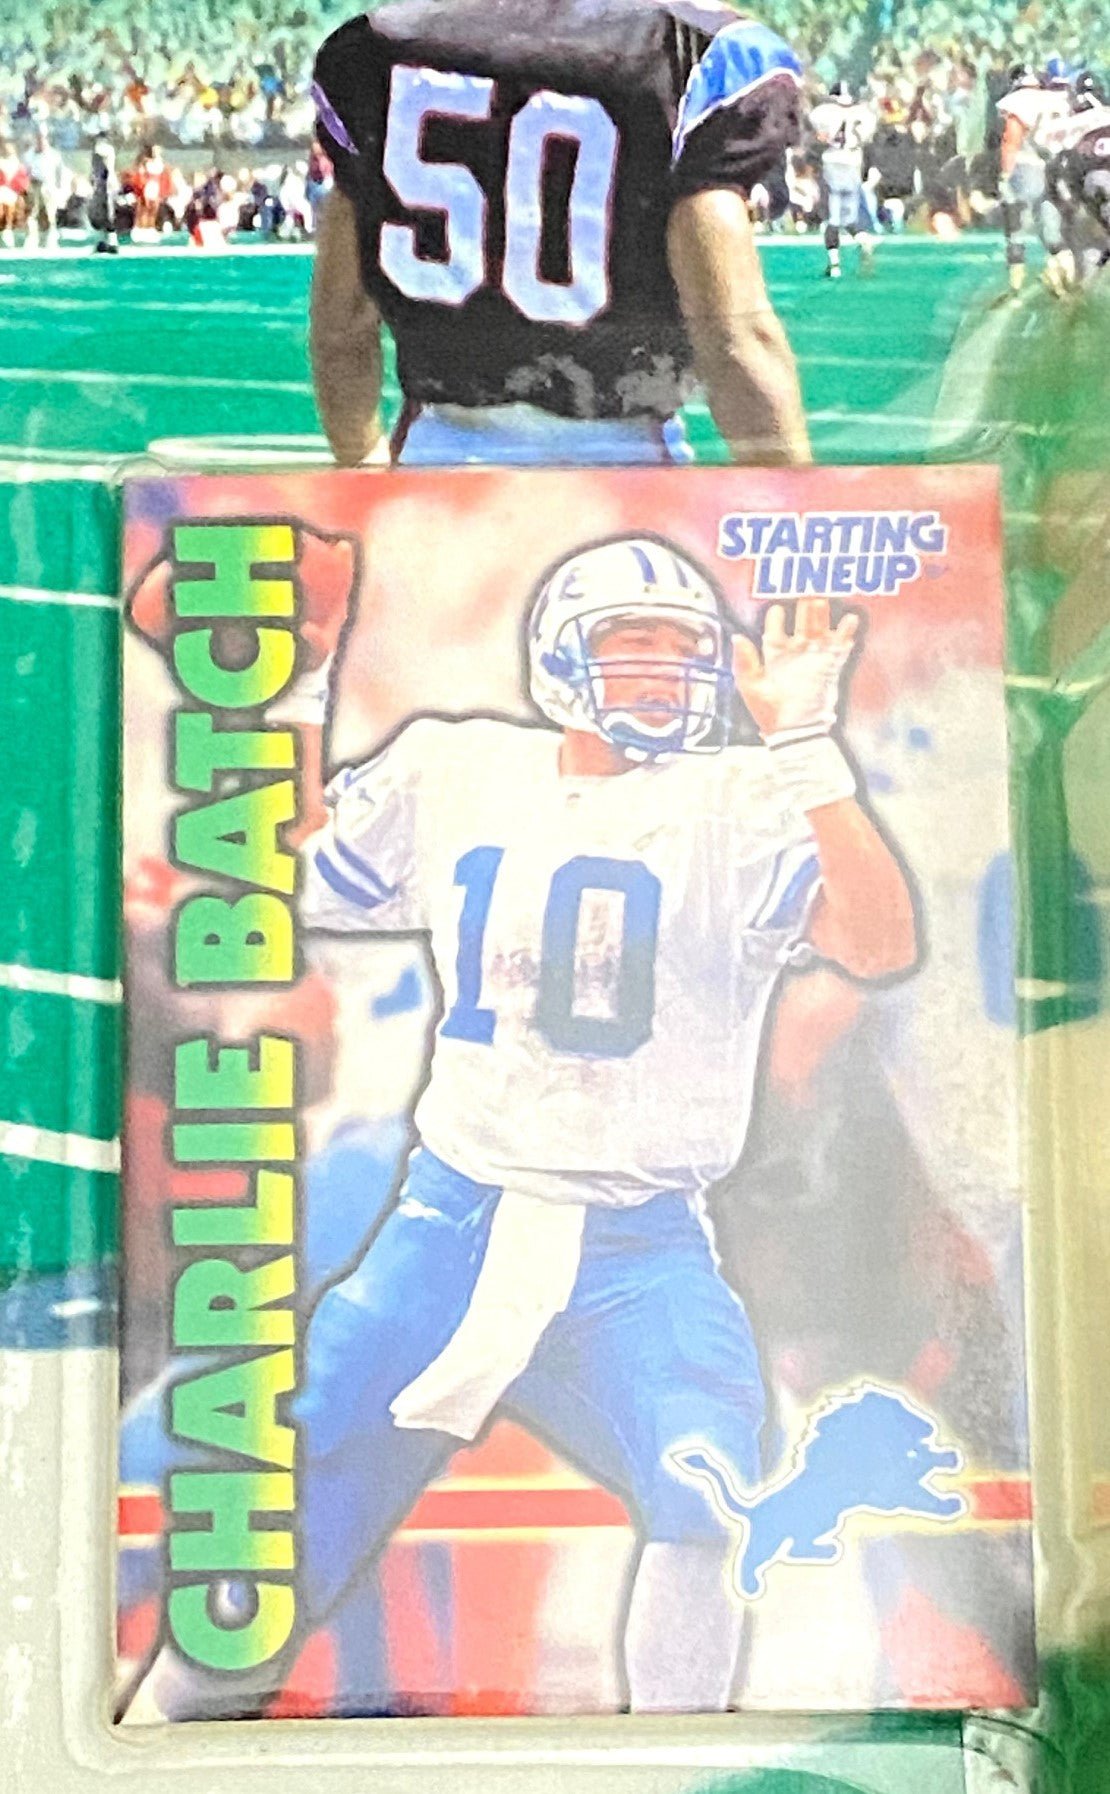 50
STARTING
LINEUP
CHARLIE BATCH
10